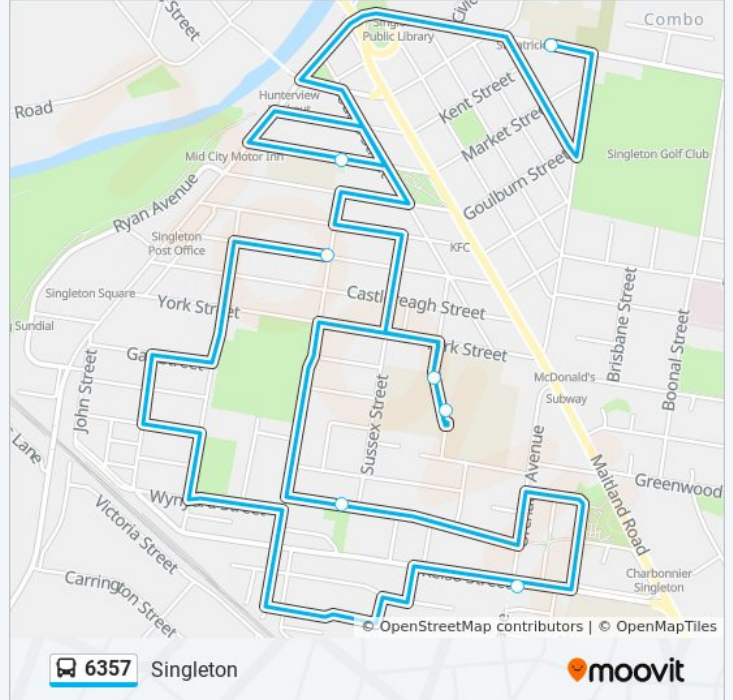 Street
Singleton
Public Library
Civic
Combo
Kent Street
Road
Hunterview
Market Street
Mid City Motor Inn
Singleton Golf Club
Goulburn Street
Ryan Avenue
Singleton
Post Office
KFC
Singleton Square
York Street
Castlereagh Street
Sundial
York Street
Brisbane Street
Boonal Street
John Street
McDonald's
Subway
Sussex Street
Lane
Avenue
Maitland Road
Greenwood
Victoria Street
Carrington Street
Charbonnier
Singleton
© OpenStreetMap contributors | © OpenMapTiles
6357 Singleton
moovit